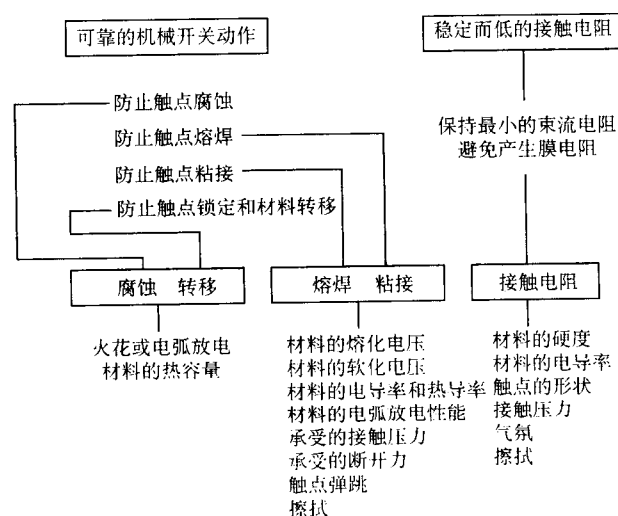 可靠的机械开关动作
稳定而低的接触电阻
防止触点腐蚀
防止触点熔焊
防止触点粘接
防止触点锁定和材料转移
保持最小的束流电阻
避免产生膜电阻
腐蚀 转移
熔焊 粘接
接触电阻
火花或电弧放电
材料的热容量
材料的熔化电压
材料的软化电压
材料的电导率和热导率
材料的电弧放电性能
承受的接触压力
承受的断开力
触点弹跳
擦拭
材料的硬度
材料的电导率
触点的形状
接触压力
气氛
擦拭